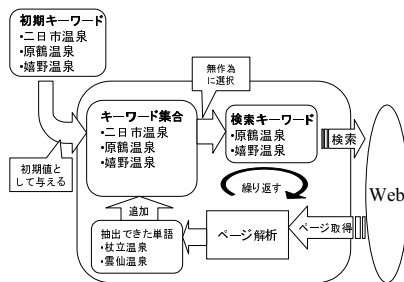 初期キーワード
•二日市温泉
•原鶴温泉
•嬉野温泉
無作為
に選択
キーワード集合
•二日市温泉
•原鶴温泉
•嬉野温泉
検索キーワード
•原鶴温泉
•嬉野温泉
検索
初期値と
して与える
繰り返す
Web
追加
抽出できた単語
•杖立温泉
•雲仙温泉
ページ解析
ページ取得